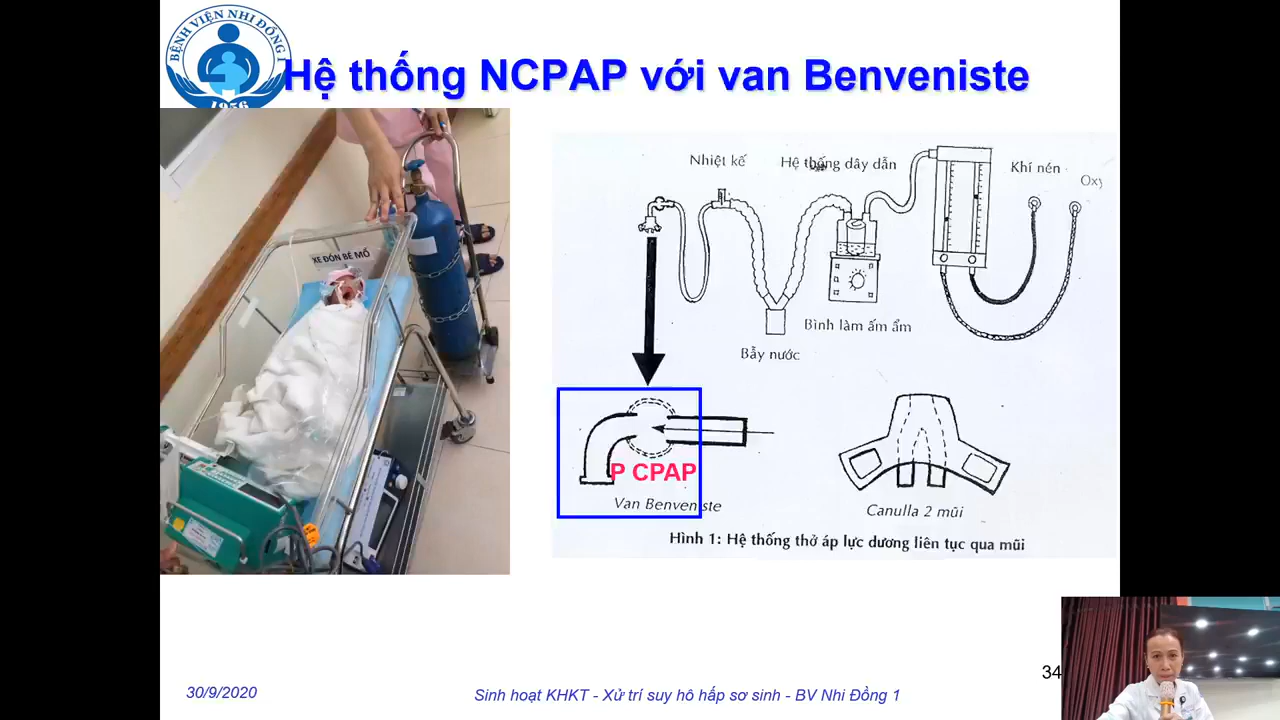 BỆNH VIỆN NHI ĐỒNG 1
1956
Hệ thống NCPAP với van Benveniste
XE ĐÓN BÉ MỔ
Nhiệt kế
Hệ thống dây dẫn
Khí nén
Oxy
Bình làm ấm ẩm
Bẫy nước
P CPAP
Van Benveniste
Canulla 2 mũi
Hình 1: Hệ thống thở áp lực dương liên tục qua mũi
30/9/2020
Sinh hoạt KHKT - Xử trí suy hô hấp sơ sinh - BV Nhi Đồng 1
34